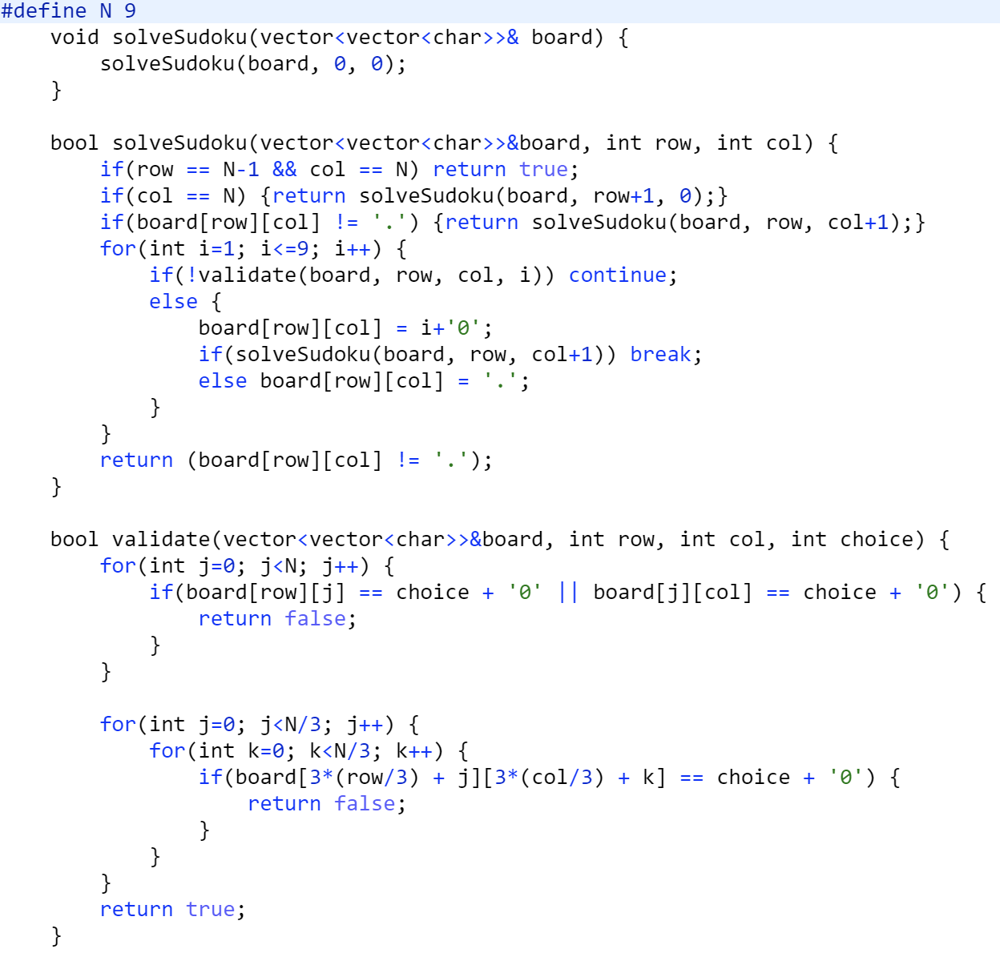 #define N 9
    void solveSudoku(vector<vector<char>>& board) {
        solveSudoku(board, 0, 0);
    }

    bool solveSudoku(vector<vector<char>>&board, int row, int col) {
        if(row == N-1 && col == N) return true;
        if(col == N) {return solveSudoku(board, row+1, 0);}
        if(board[row][col] != '.') {return solveSudoku(board, row, col+1);}
        for(int i=1; i<=9; i++) {
            if(!validate(board, row, col, i)) continue;
            else {
                board[row][col] = i+'0';
                if(solveSudoku(board, row, col+1)) break;
                else board[row][col] = '.';
            }
        }
        return (board[row][col] != '.');
    }

    bool validate(vector<vector<char>>&board, int row, int col, int choice) {
        for(int j=0; j<N; j++) {
            if(board[row][j] == choice + '0' || board[j][col] == choice + '0') {
                return false;
            }
        }

        for(int j=0; j<N/3; j++) {
            for(int k=0; k<N/3; k++) {
                if(board[3*(row/3) + j][3*(col/3) + k] == choice + '0') {
                    return false;
                }
            }
        }
        return true;
    }